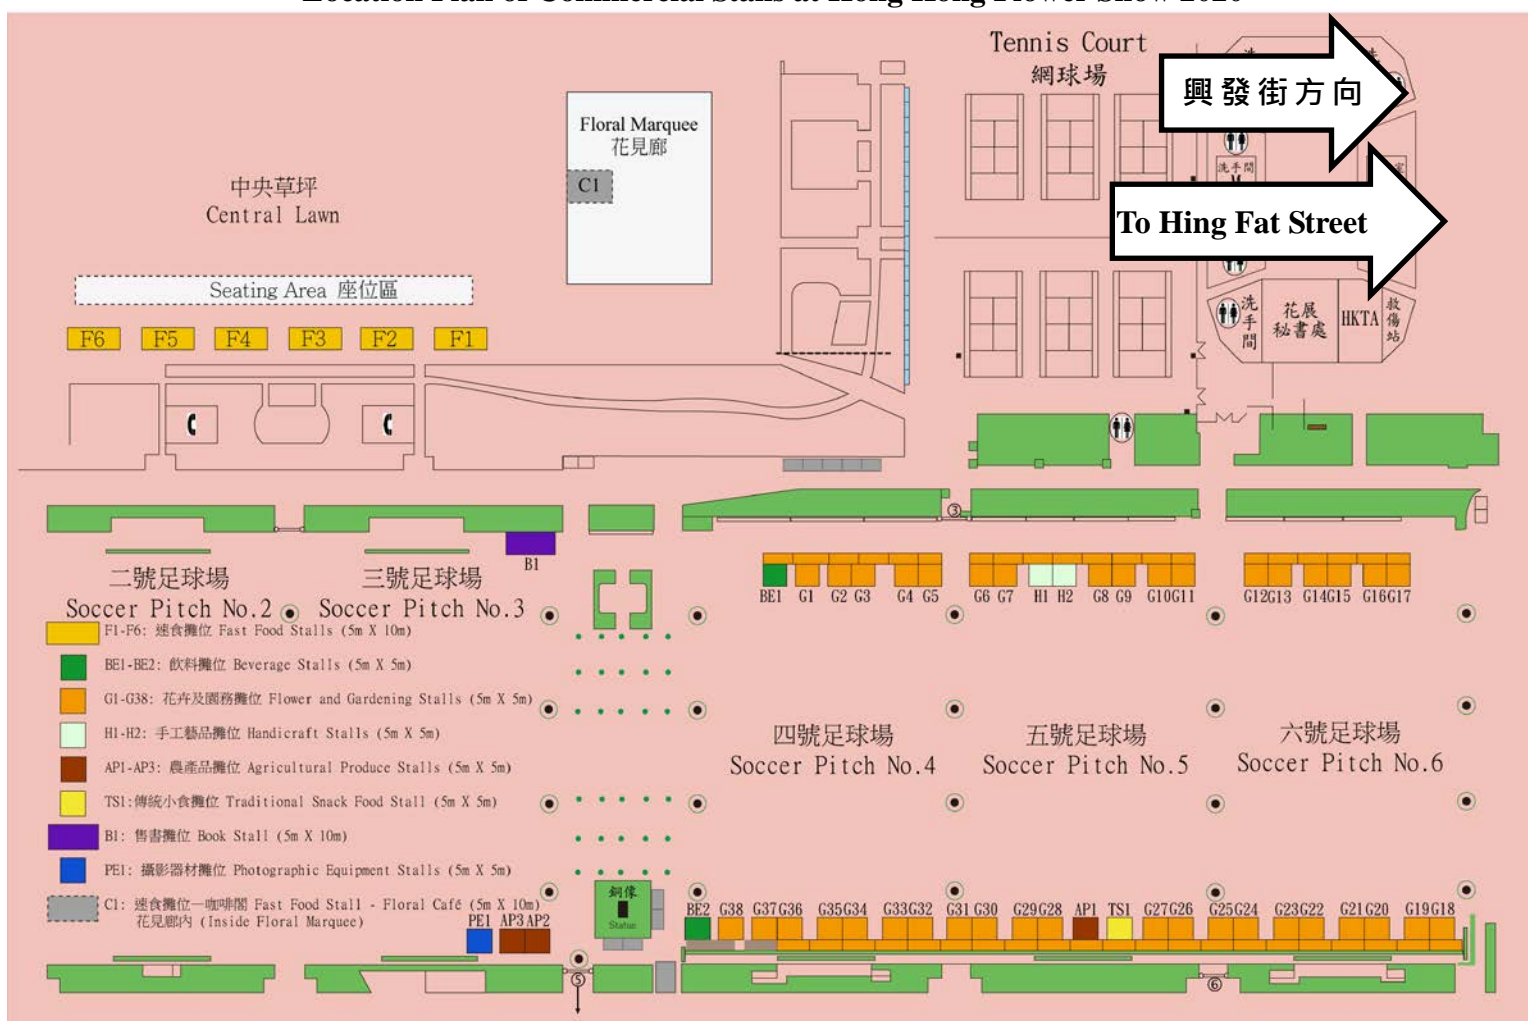 Location Plan of Commercial Stalls at Hong Kong Flower Show 2020
Tennis Court
網球場
興發街方向
To Hing Fat Street
洗手間
洗
手
間
花展
秘書處
HKTA
救
傷
站
Floral Marquee
花見廊
C1
中央草坪
Central Lawn
Seating Area 座位區
F6 F5 F4 F3 F2 F1
③
B1
二號足球場
Soccer Pitch No.2
三號足球場
Soccer Pitch No.3
BE1 G1 G2 G3 G4 G5 G6 G7 H1 H2 G8 G9 G10G11 G12G13 G14G15 G16G17
F1-F6: 速食攤位 Fast Food Stalls (5m X 10m)
BE1-BE2: 飲料攤位 Beverage Stalls (5m X 5m)
G1-G38: 花卉及園務攤位 Flower and Gardening Stalls (5m X 5m)
H1-H2: 手工藝品攤位 Handicraft Stalls (5m X 5m)
AP1-AP3: 農產品攤位 Agricultural Produce Stalls (5m X 5m)
TS1:傳統小食攤位 Traditional Snack Food Stall (5m X 5m)
B1: 售書攤位 Book Stall (5m X 10m)
PE1: 攝影器材攤位 Photographic Equipment Stalls (5m X 5m)
C1: 速食攤位—咖啡閣 Fast Food Stall - Floral Café (5m X 10m)
花見廊內 (Inside Floral Marquee)
四號足球場
Soccer Pitch No.4
五號足球場
Soccer Pitch No.5
六號足球場
Soccer Pitch No.6
PE1 AP3 AP2
銅像
Statue
BE2 G38 G37G36 G35G34 G33G32 G31 G30 G29G28 AP1 TS1 G27G26 G25G24 G23G22 G21G20 G19G18
⑤
⑥